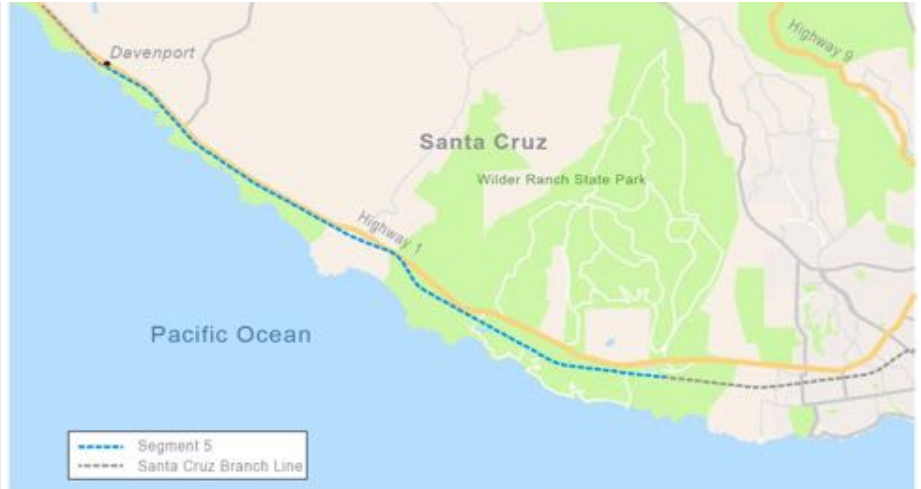 Highway 9
Davenport
Santa Cruz
Wilder Ranch State Park
Highway 1
Pacific Ocean
Segment 5
Santa Cruz Branch Line